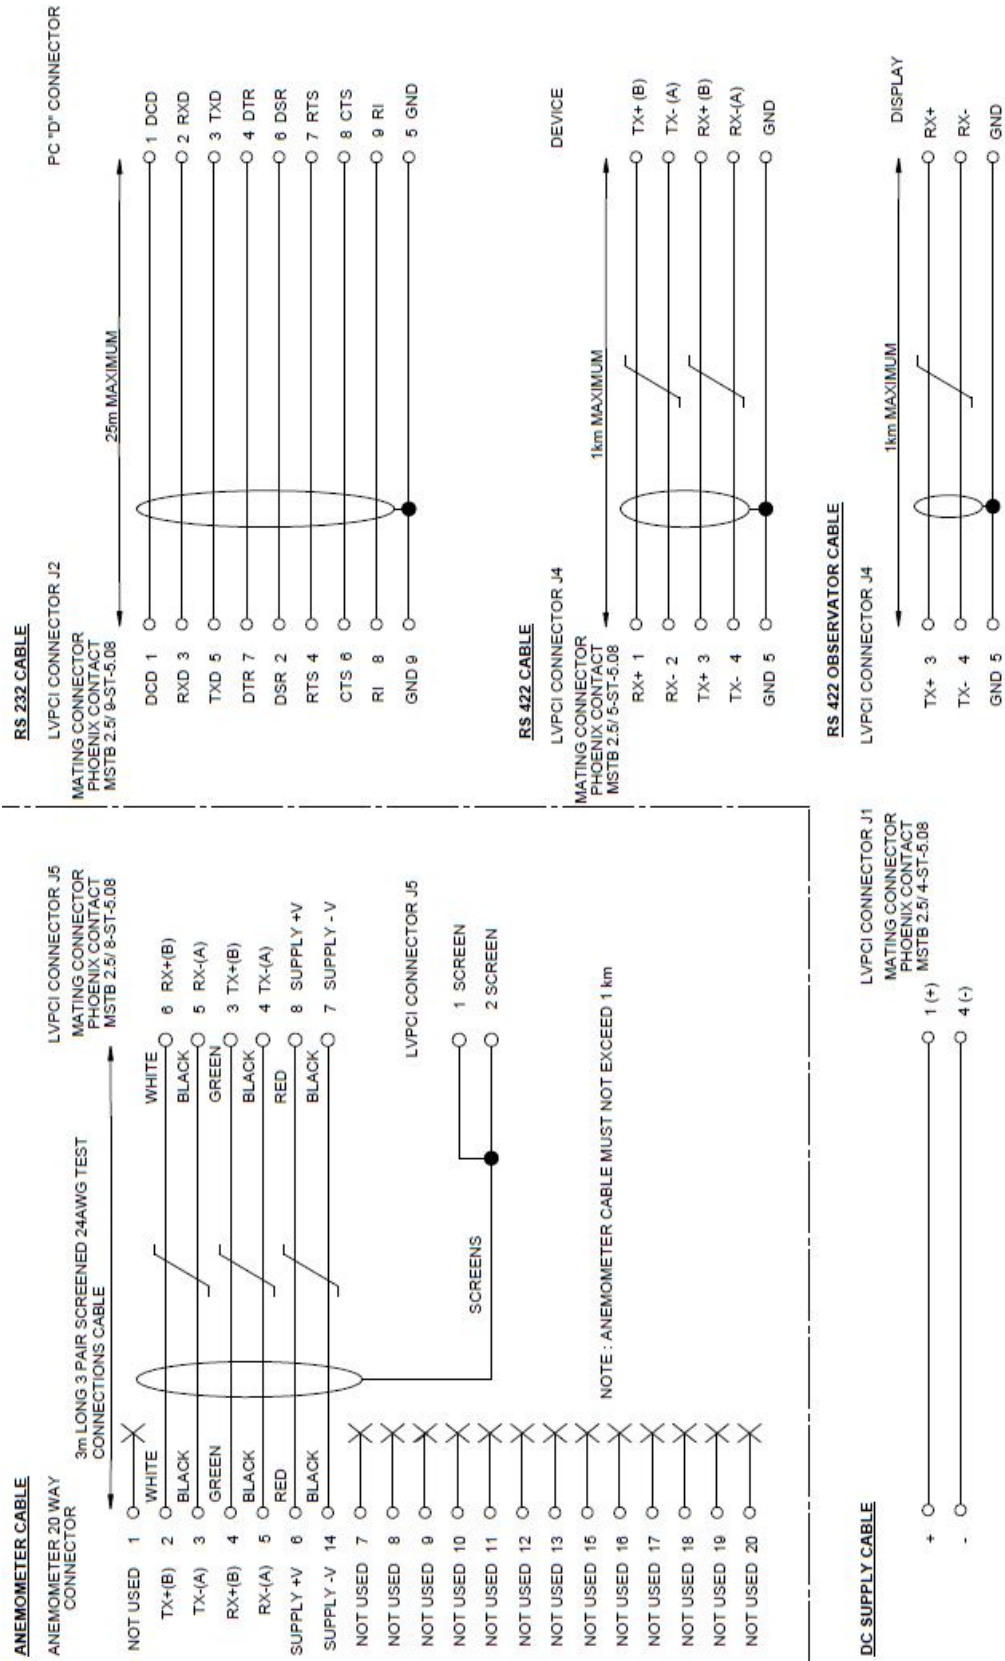 ANEMOMETER CABLE
ANEMOMETER 20 WAY
CONNECTOR
3m LONG 3 PAIR SCREENED 24AWG TEST
CONNECTIONS CABLE
LVPCI CONNECTOR J5
MATING CONNECTOR
PHOENIX CONTACT
MSTB 2.5/ 8-ST-5.08
NOT USED 1
TX+(B) 2 WHITE WHITE 6 RX+(B)
TX-(A) 3 BLACK BLACK 5 RX-(A)
RX+(B) 4 GREEN GREEN 3 TX+(B)
RX-(A) 5 BLACK BLACK 4 TX-(A)
SUPPLY +V 6 RED RED 8 SUPPLY +V
SUPPLY -V 14 BLACK BLACK 7 SUPPLY - V
NOT USED 7
NOT USED 8
NOT USED 9
NOT USED 10
NOT USED 11
NOT USED 12
NOT USED 13
NOT USED 15
NOT USED 16
NOT USED 17
NOT USED 18
NOT USED 19
NOT USED 20
LVPCI CONNECTOR J5
1 SCREEN
2 SCREEN
SCREENS
NOTE : ANEMOMETER CABLE MUST NOT EXCEED 1 km
DC SUPPLY CABLE
LVPCI CONNECTOR J1
MATING CONNECTOR
PHOENIX CONTACT
MSTB 2.5/ 4-ST-5.08
+ 1 (+)
- 4 (-)
RS 232 CABLE
LVPCI CONNECTOR J2
MATING CONNECTOR
PHOENIX CONTACT
MSTB 2.5/ 9-ST-5.08
25m MAXIMUM
PC "D" CONNECTOR
DCD 1 1 DCD
RXD 3 2 RXD
TXD 5 3 TXD
DTR 7 4 DTR
DSR 2 6 DSR
RTS 4 7 RTS
CTS 6 8 CTS
RI 8 9 RI
GND 9 5 GND
RS 422 CABLE
LVPCI CONNECTOR J4
MATING CONNECTOR
PHOENIX CONTACT
MSTB 2.5/ 5-ST-5.08
1km MAXIMUM
DEVICE
RX+ 1 TX+ (B)
RX- 2 TX- (A)
TX+ 3 RX+ (B)
TX- 4 RX-(A)
GND 5 GND
RS 422 OBSERVATOR CABLE
LVPCI CONNECTOR J4
1km MAXIMUM
DISPLAY
TX+ 3 RX+
TX- 4 RX-
GND 5 GND